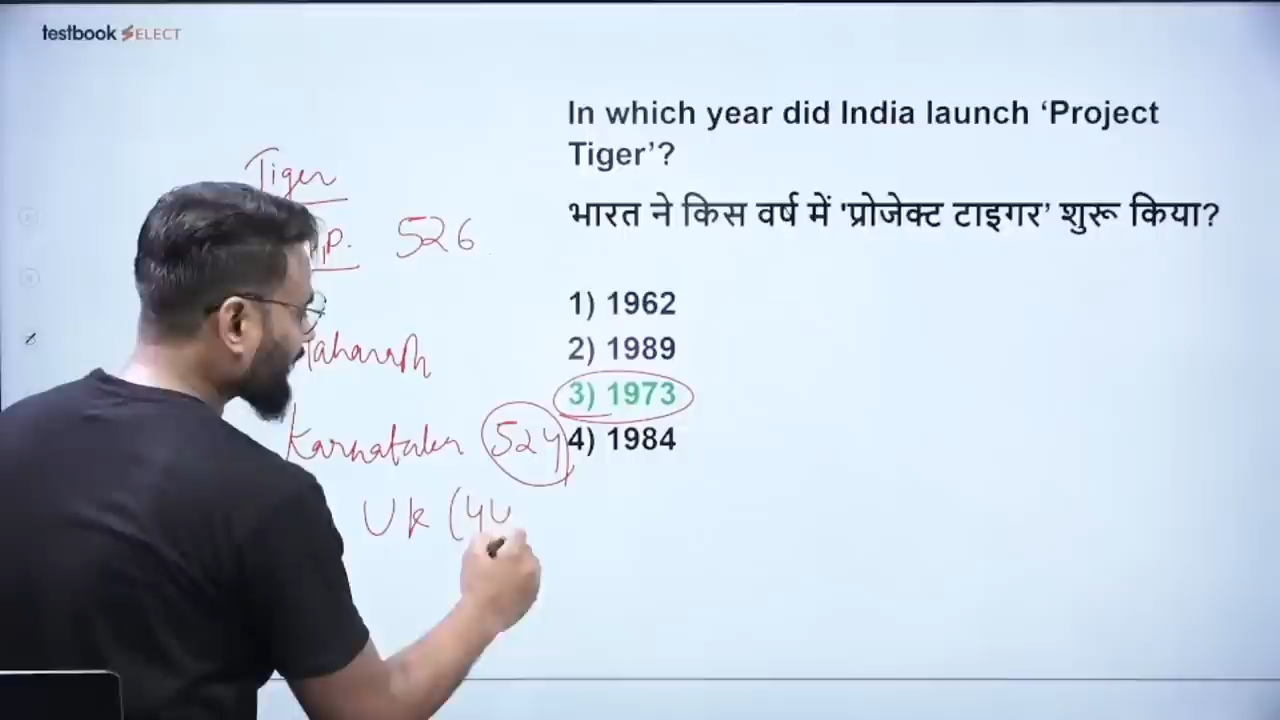 testbook SELECT
In which year did India launch ‘Project
Tiger’?
भारत ने किस वर्ष में 'प्रोजेक्ट टाइगर’ शुरू किया?
1) 1962
2) 1989
3) 1973
4) 1984
Tiger
P. 526
Karnataka 524
UK (44